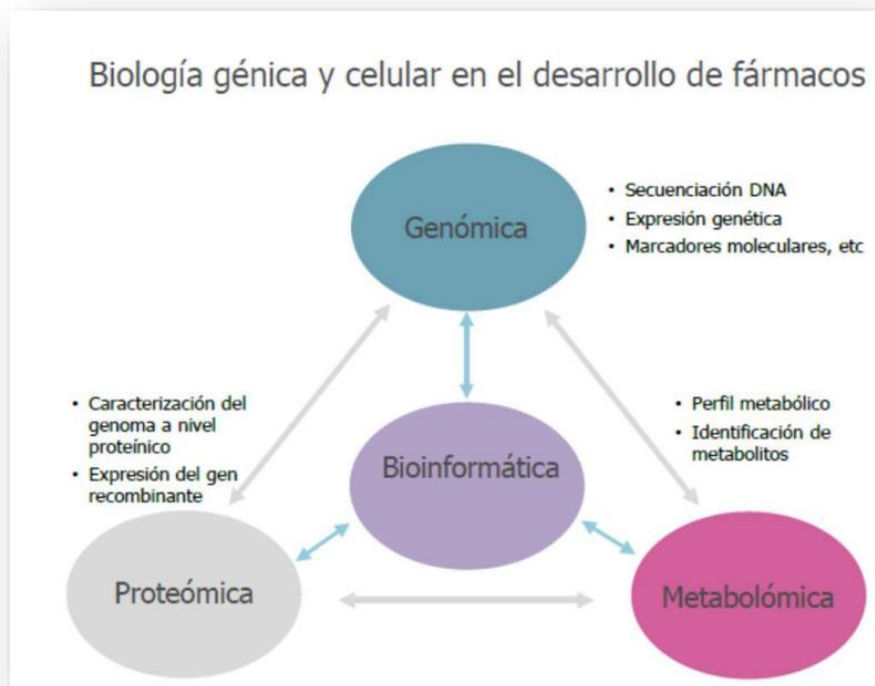 Biología génica y celular en el desarrollo de fármacos
Genómica
• Secuenciación DNA
• Expresión genética
• Marcadores moleculares, etc
• Caracterización del
genoma a nivel
proteínico
• Expresión del gen
recombinante
• Perfil metabólico
• Identificación de
metabolitos
Bioinformática
Proteómica
Metabolómica